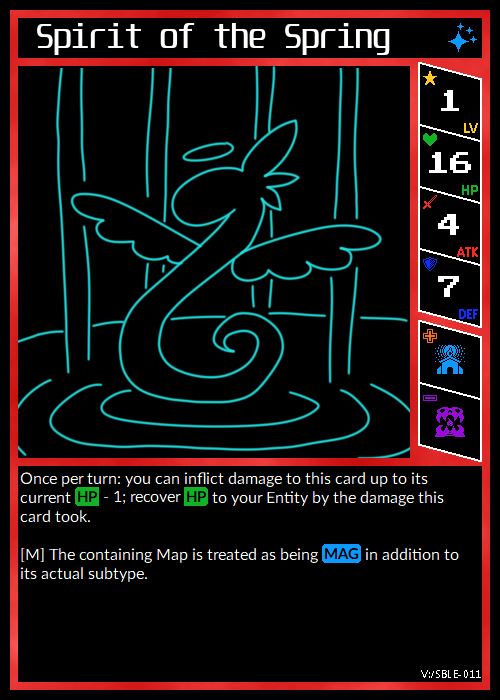 Spirit of the Spring
1
LV
16
HP
4
ATK
7
DEF
Once per turn: you can inflict damage to this card up to its
current HP - 1; recover HP to your Entity by the damage this
card took.
[M] The containing Map is treated as being MAG in addition to
its actual subtype.
V:/SBLE-011